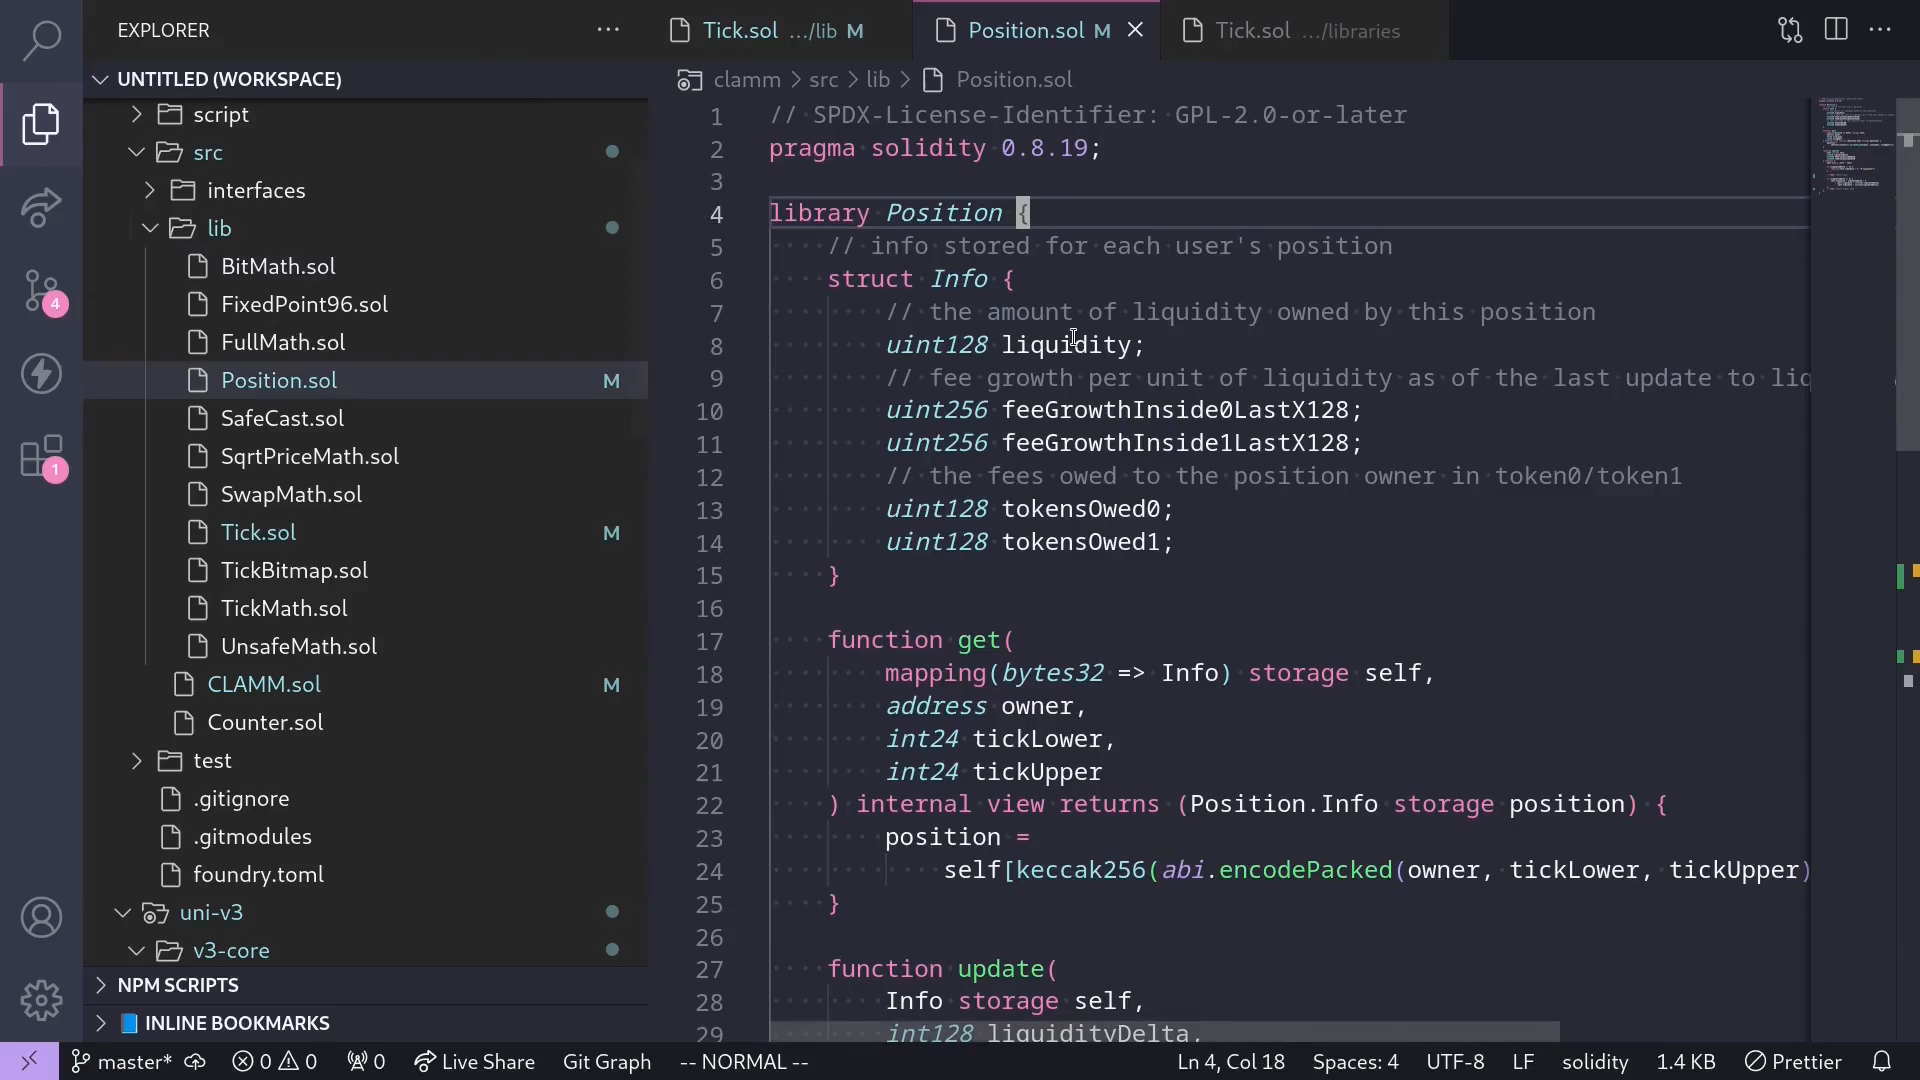 EXPLORER
UNTITLED (WORKSPACE)
script
src
interfaces
lib
BitMath.sol
FixedPoint96.sol
FullMath.sol
Position.sol M
SafeCast.sol
SqrtPriceMath.sol
SwapMath.sol
Tick.sol M
TickBitmap.sol
TickMath.sol
UnsafeMath.sol
CLAMM.sol M
Counter.sol
test
.gitignore
.gitmodules
foundry.toml
uni-v3
v3-core
NPM SCRIPTS
INLINE BOOKMARKS
4
1
Tick.sol .../lib M
Position.sol M
Tick.sol .../libraries
clamm > src > lib > Position.sol
1 // SPDX-License-Identifier: GPL-2.0-or-later
2 pragma solidity 0.8.19;
3
4 library Position {
5 // info stored for each user's position
6 struct Info {
7 // the amount of liquidity owned by this position
8 uint128 liquidity;
9 // fee growth per unit of liquidity as of the last update to liq
10 uint256 feeGrowthInside0LastX128;
11 uint256 feeGrowthInside1LastX128;
12 // the fees owed to the position owner in token0/token1
13 uint128 tokensOwed0;
14 uint128 tokensOwed1;
15 }
16
17 function get(
18 mapping(bytes32 => Info) storage self,
19 address owner,
20 int24 tickLower,
21 int24 tickUpper
22 ) internal view returns (Position.Info storage position) {
23 position =
24 self[keccak256(abi.encodePacked(owner, tickLower, tickUpper)
25 }
26
27 function update(
28 Info storage self,
29 int128 liquidityDelta,
master* 0 0 0 Live Share Git Graph -- NORMAL -- Ln 4, Col 18 Spaces: 4 UTF-8 LF solidity 1.4 KB Prettier